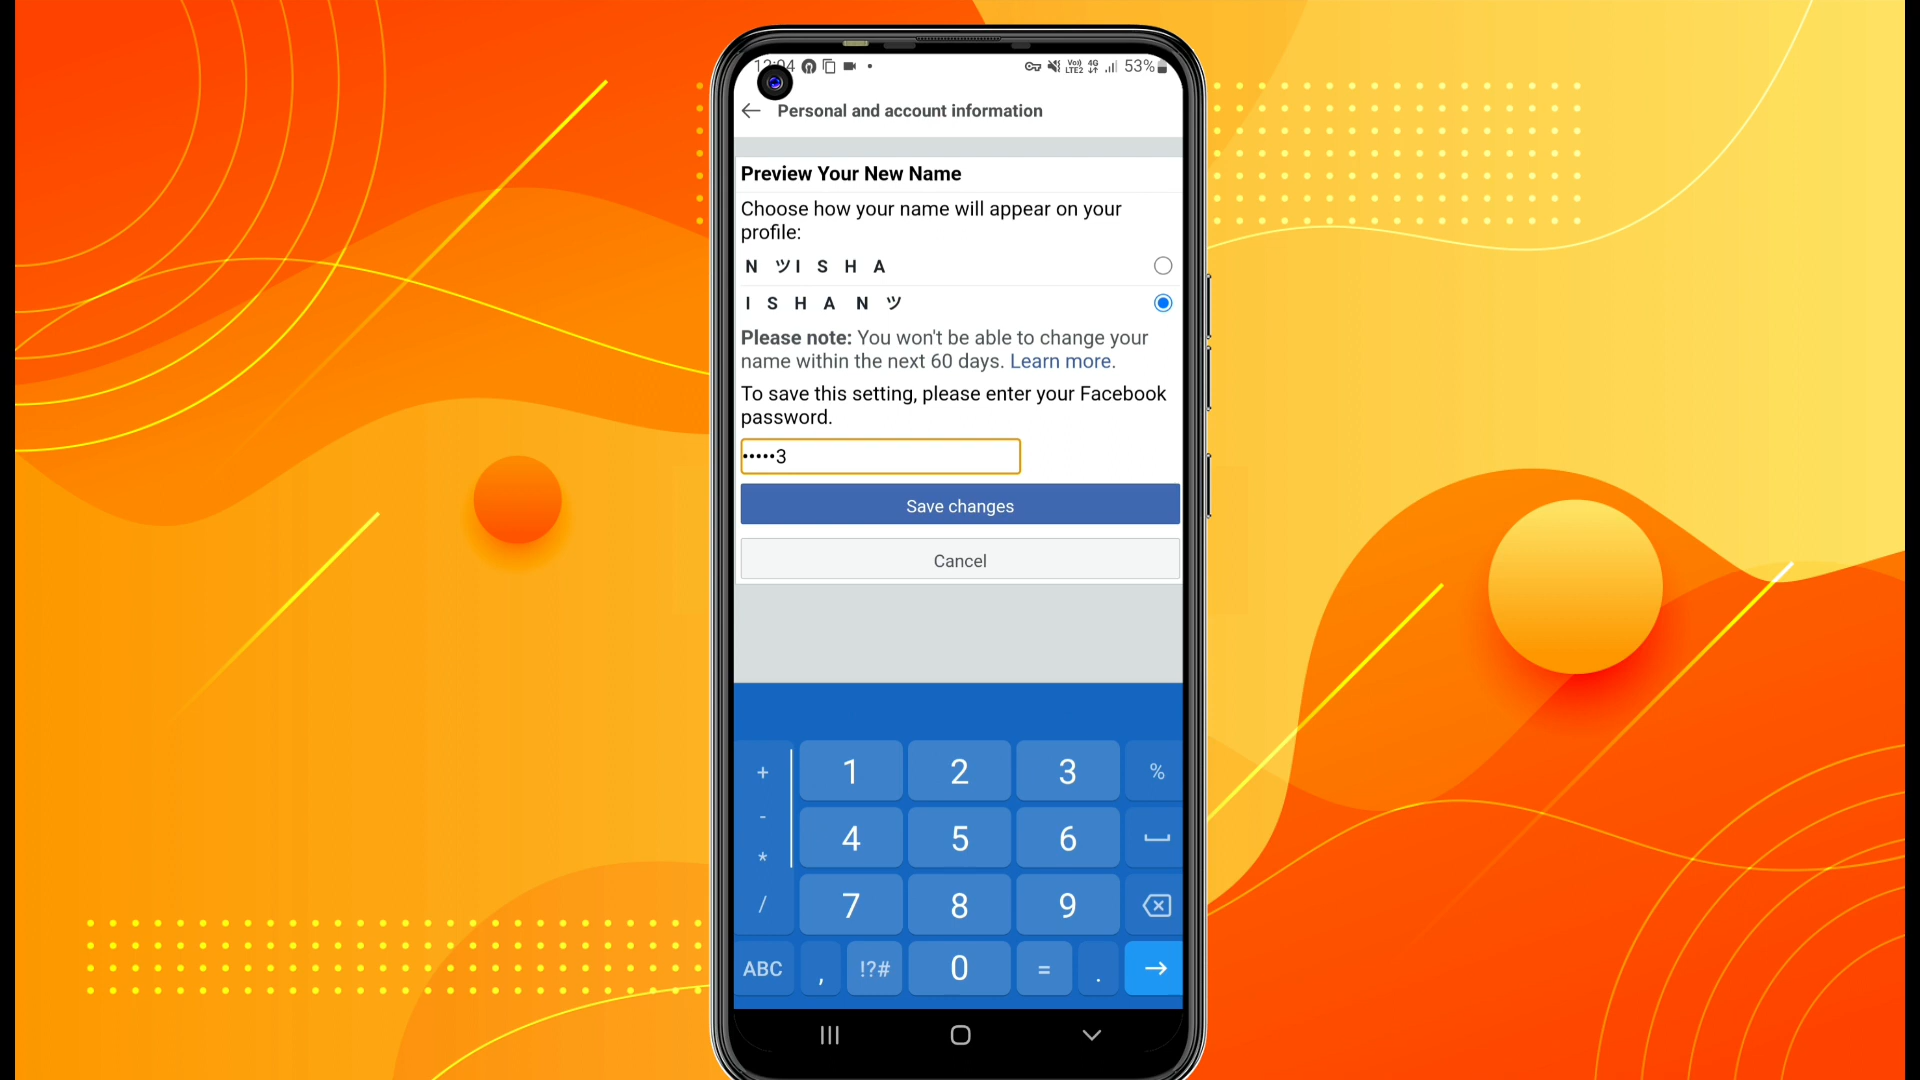 12:04 Vo)) LTE2 4G 53%
Personal and account information
Preview Your New Name
Choose how your name will appear on your
profile:
N ツI S H A
I S H A N ツ
Please note: You won't be able to change your
name within the next 60 days. Learn more.
To save this setting, please enter your Facebook
password.
•••••3
Save changes
Cancel
+ 1 2 3 %
- 4 5 6
*
/ 7 8 9
ABC , !?# 0 = .